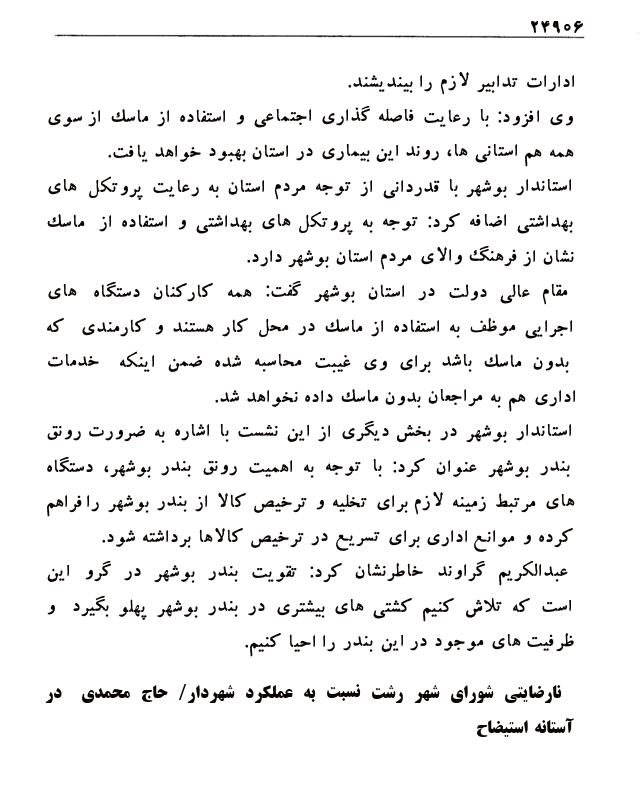 ۲۴۹۰۶
ادارات تدابیر لازم را بیندیشند.
وی افزود: با رعایت فاصله گذاری اجتماعی و استفاده از ماسک از سوی
همه هم استانی ها، روند این بیماری در استان بهبود خواهد یافت.
استاندار بوشهر با قدردانی از توجه مردم استان به رعایت پروتکل های
بهداشتی اضافه کرد: توجه به پروتکل های بهداشتی و استفاده از ماسک
نشان از فرهنگ والای مردم استان بوشهر دارد.
مقام عالی دولت در استان بوشهر گفت: همه کارکنان دستگاه های
اجرایی موظف به استفاده از ماسک در محل کار هستند و کارمندی که
بدون ماسک باشد برای وی غیبت محاسبه شده ضمن اینکه خدمات
اداری هم به مراجعان بدون ماسک داده نخواهد شد.
استاندار بوشهر در بخش دیگری از این نشست با اشاره به ضرورت رونق
بندر بوشهر عنوان کرد: با توجه به اهمیت رونق بندر بوشهر، دستگاه
های مرتبط زمینه لازم برای تخلیه و ترخیص کالا از بندر بوشهر را فراهم
کرده و موانع اداری برای تسریع در ترخیص کالاها برداشته شود.
عبدالکریم گراوند خاطرنشان کرد: تقویت بندر بوشهر در گرو این
است که تلاش کنیم کشتی های بیشتری در بندر بوشهر پهلو بگیرد و
ظرفیت های موجود در این بندر را احیا کنیم.
نارضایتی شورای شهر رشت نسبت به عملکرد شهردار/ حاج محمدی در
آستانه استیضاح